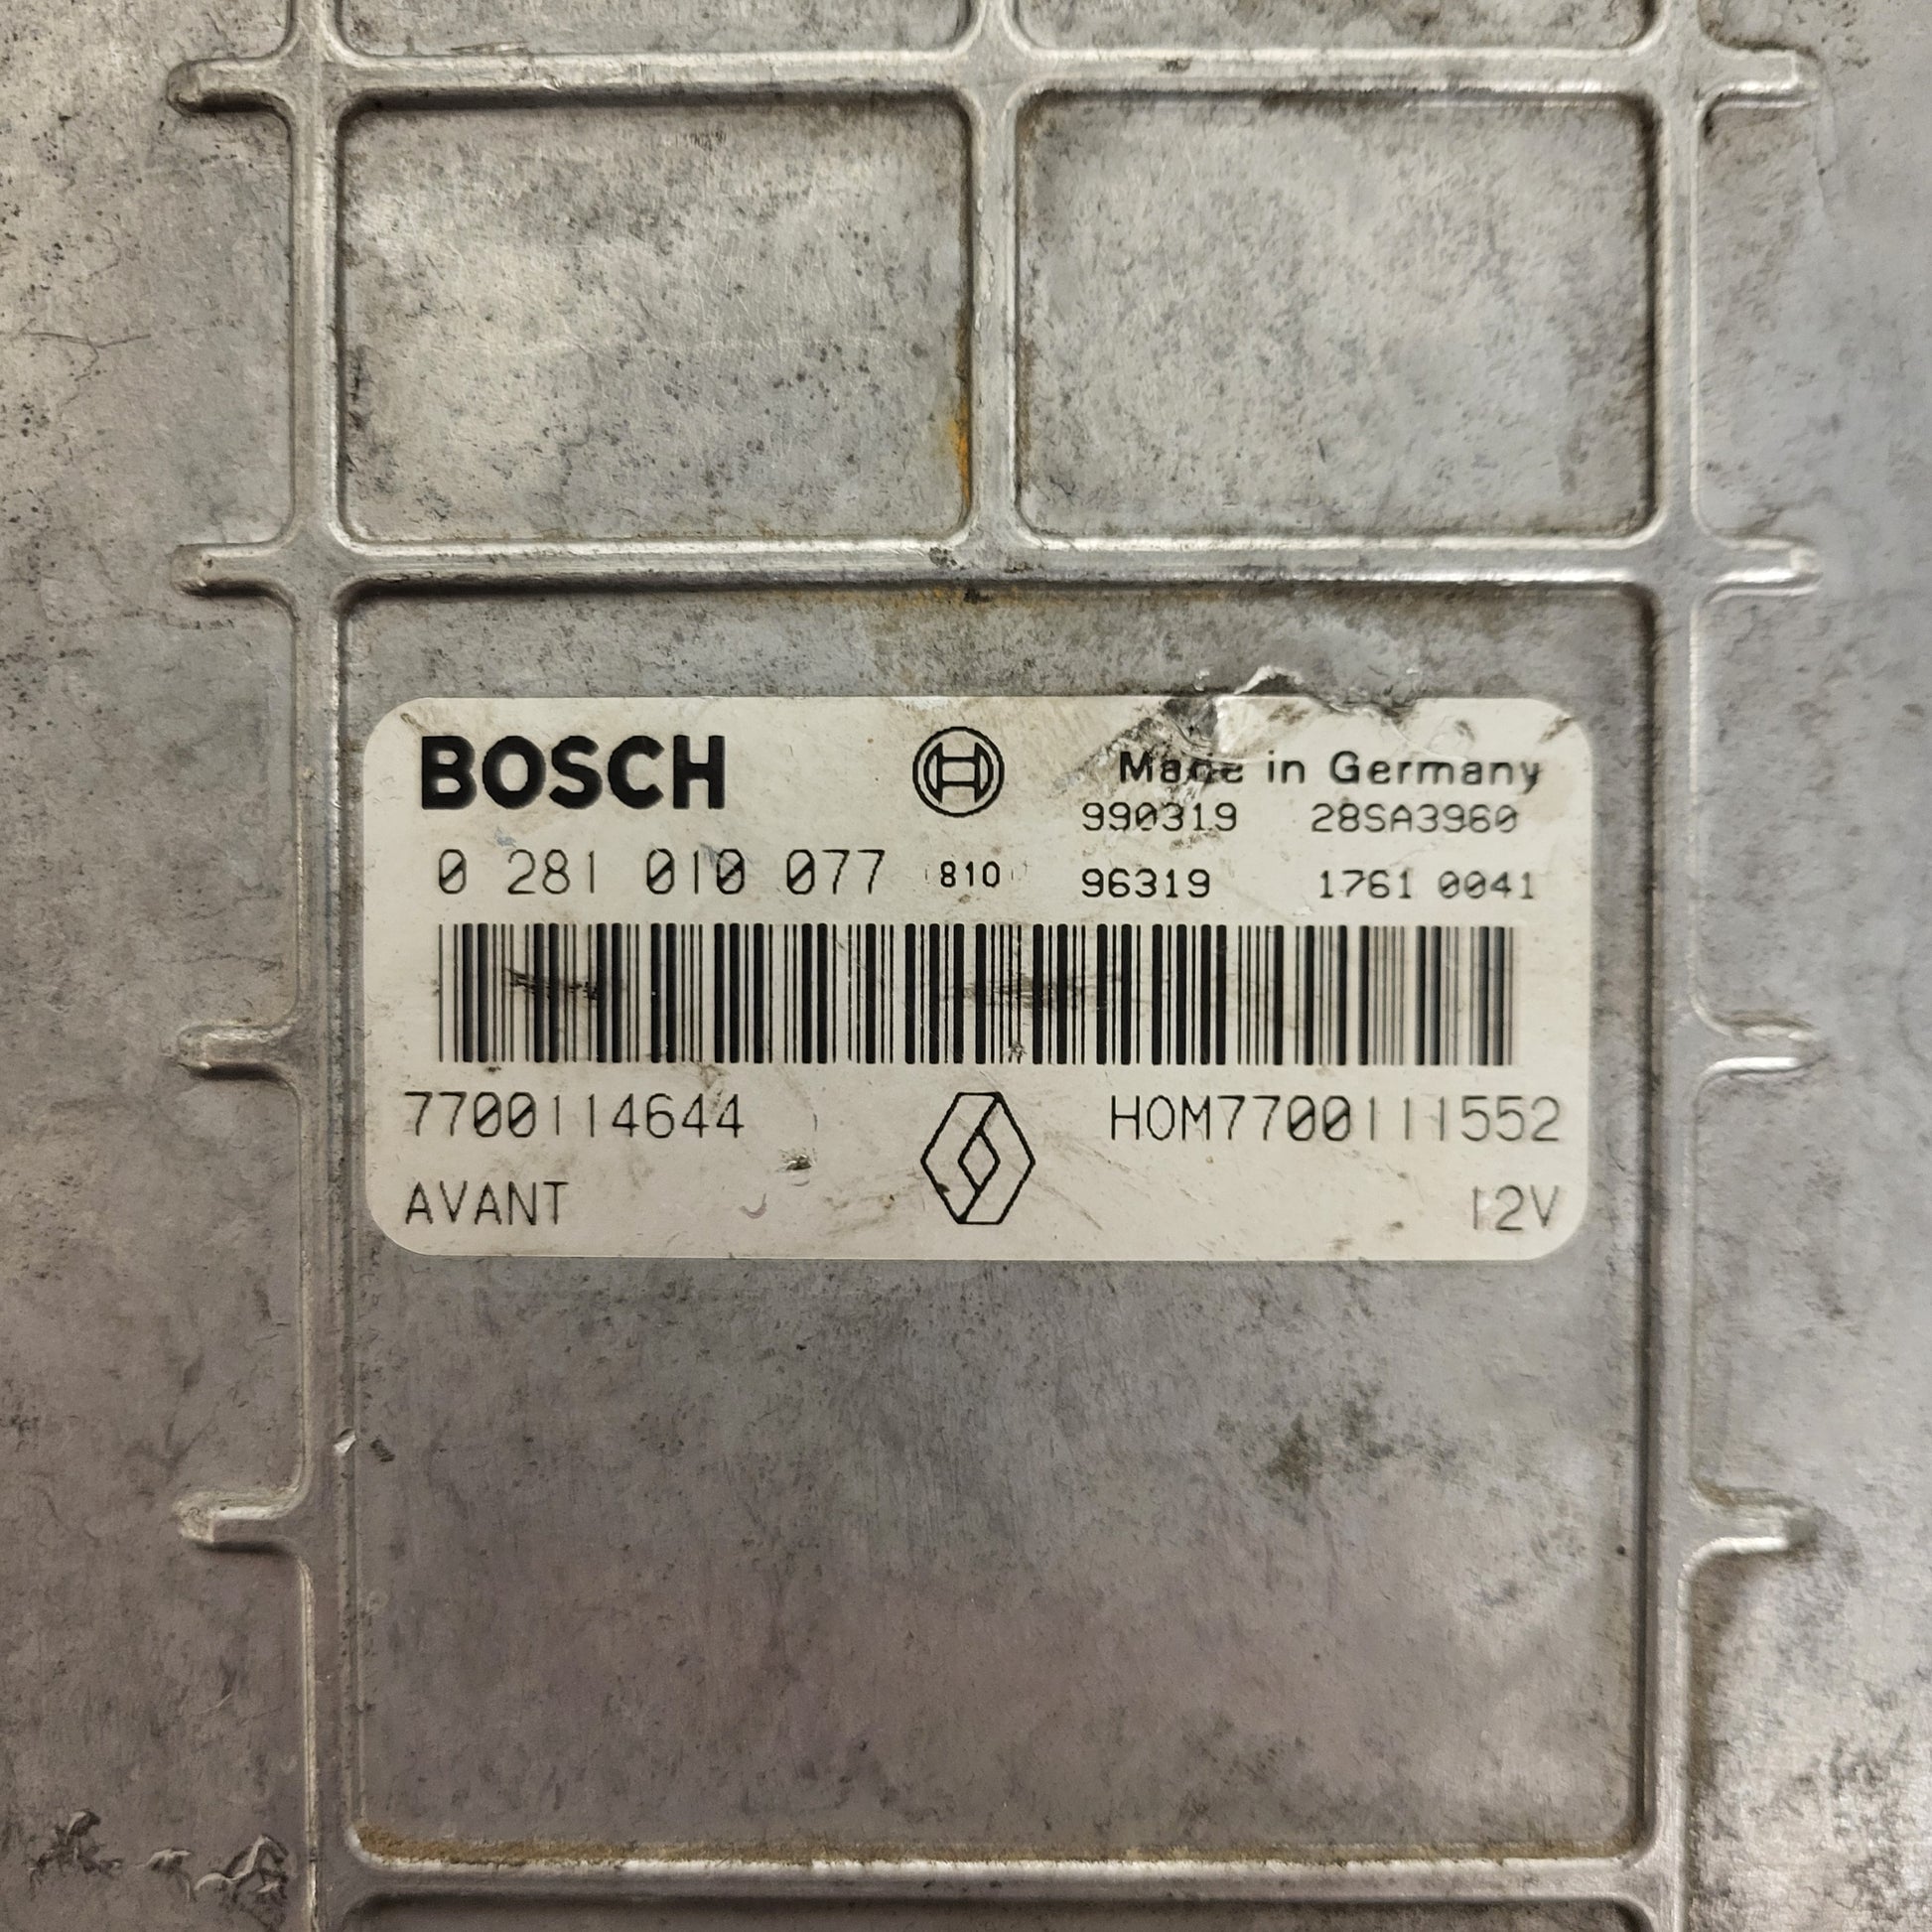 BOSCH Made in Germany
990319 28SA3960
0 281 010 077 810 96319 1761 0041
7700114644 HOM7700111552
AVANT 12V